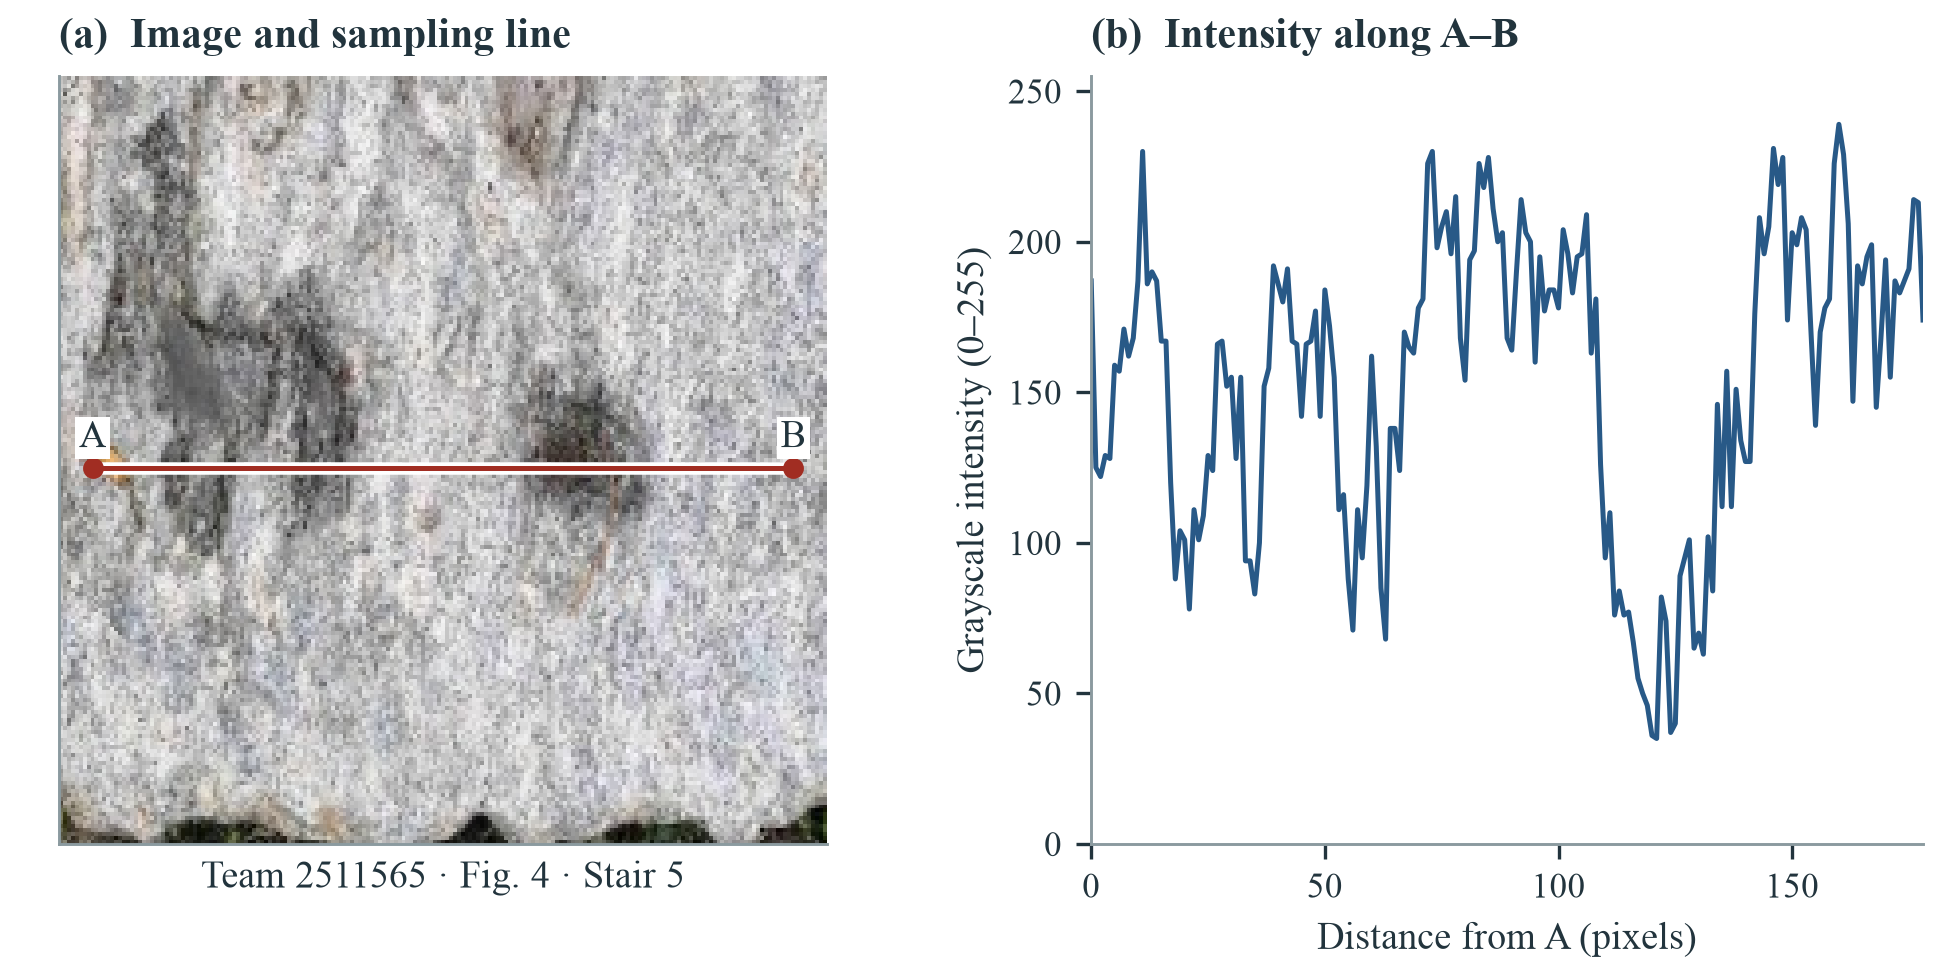 (a) Image and sampling line
A
B
Team 2511565 · Fig. 4 · Stair 5
(b) Intensity along A–B
Grayscale intensity (0–255)
250
200
150
100
50
0
0
50
100
150
Distance from A (pixels)